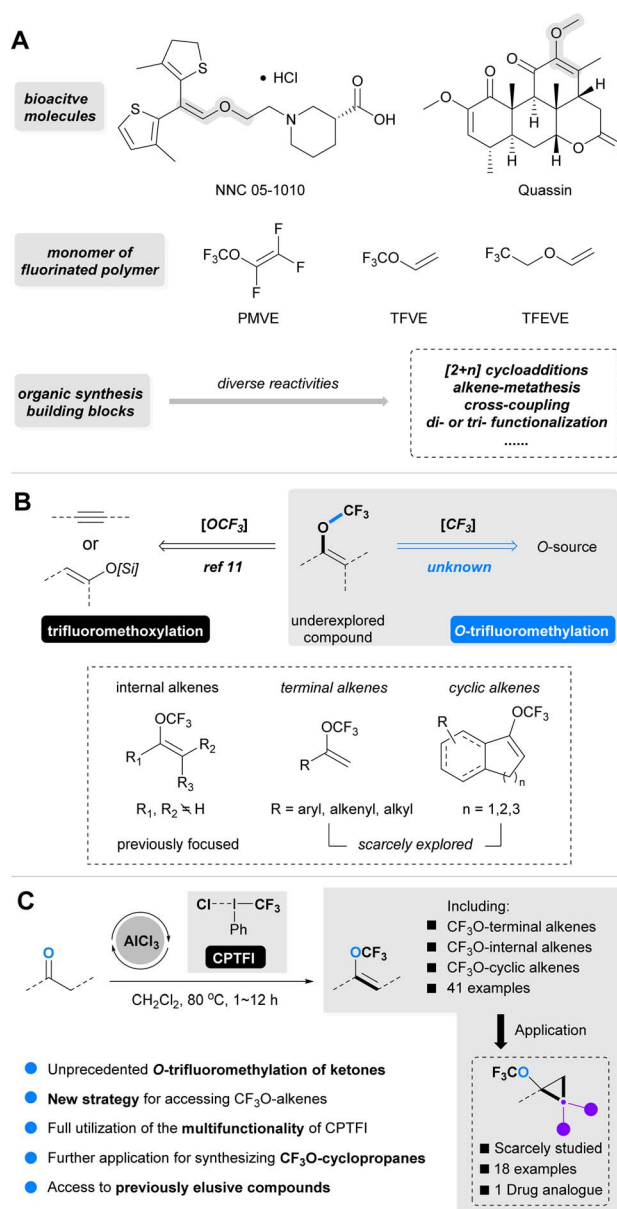 A
bioacitve
molecules
S
S
O
• HCl
N
O
OH
NNC 05-1010
O
O
O
O
H
H
H
H
O
O
Quassin
monomer of
fluorinated polymer
F3CO
F
F
F
PMVE
F3CO
TFVE
F3C
O
TFEVE
organic synthesis
building blocks
diverse reactivities
[2+n] cycloadditions
alkene-metathesis
cross-coupling
di- or tri- functionalization
......
B
or
O[Si]
trifluoromethoxylation
[OCF3]
ref 11
O
CF3
underexplored
compound
[CF3]
unknown
O-source
O-trifluoromethylation
internal alkenes
OCF3
R1
R2
R3
R1, R2 ≠ H
previously focused
terminal alkenes
OCF3
R
R = aryl, alkenyl, alkyl
cyclic alkenes
R
OCF3
( )n
n = 1,2,3
scarcely explored
C
O
AlCl3
Cl
I
CF3
Ph
CPTFI
CH2Cl2, 80 °C, 1~12 h
OCF3
Including:
CF3O-terminal alkenes
CF3O-internal alkenes
CF3O-cyclic alkenes
41 examples
Application
F3CO
Scarcely studied
18 examples
1 Drug analogue
Unprecedented O-trifluoromethylation of ketones
New strategy for accessing CF3O-alkenes
Full utilization of the multifunctionality of CPTFI
Further application for synthesizing CF3O-cyclopropanes
Access to previously elusive compounds